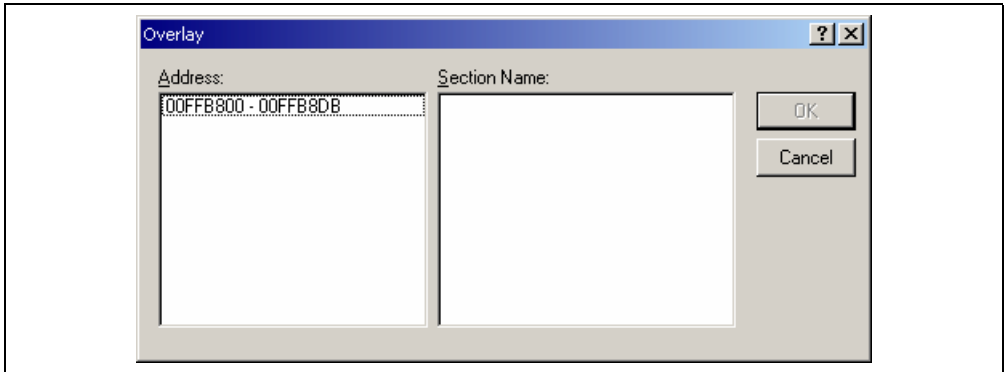 Overlay
Address:
Section Name:
00FFB800 - 00FFB8DB
OK
Cancel